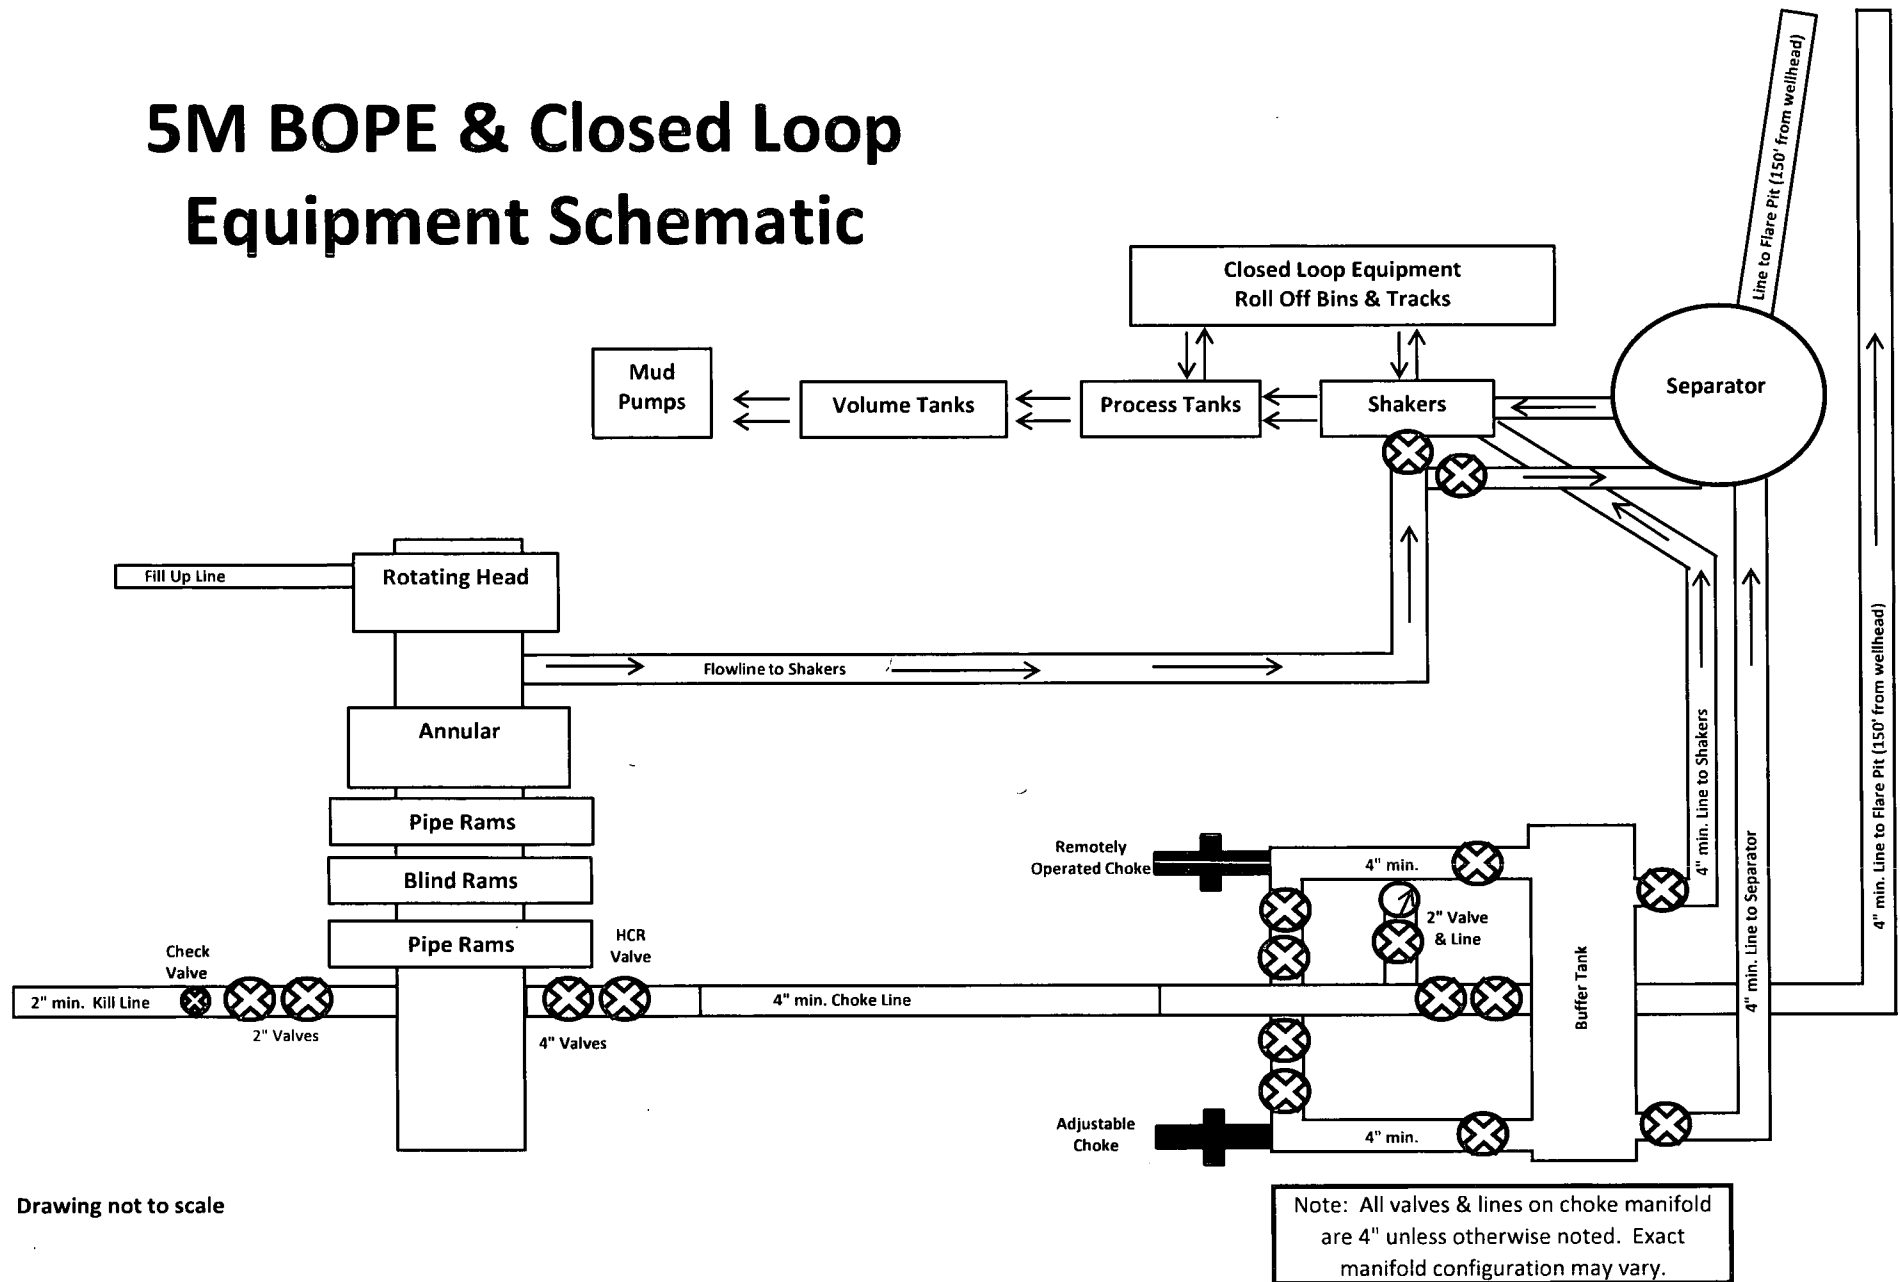 5M BOPE & Closed Loop
Equipment Schematic
Line to Flare Pit (150' from wellhead)
Closed Loop Equipment
Roll Off Bins & Tracks
Mud
Pumps
Volume Tanks
Process Tanks
Shakers
Separator
Fill Up Line
Rotating Head
Flowline to Shakers
Annular
Pipe Rams
Blind Rams
Pipe Rams
Check
Valve
HCR
Valve
2" min. Kill Line
2" Valves
4" Valves
4" min. Choke Line
Remotely
Operated Choke
4" min.
2" Valve
& Line
Buffer Tank
4" min. Line to Shakers
4" min. Line to Separator
4" min. Line to Flare Pit (150' from wellhead)
Adjustable
Choke
4" min.
Drawing not to scale
Note: All valves & lines on choke manifold
are 4" unless otherwise noted. Exact
manifold configuration may vary.